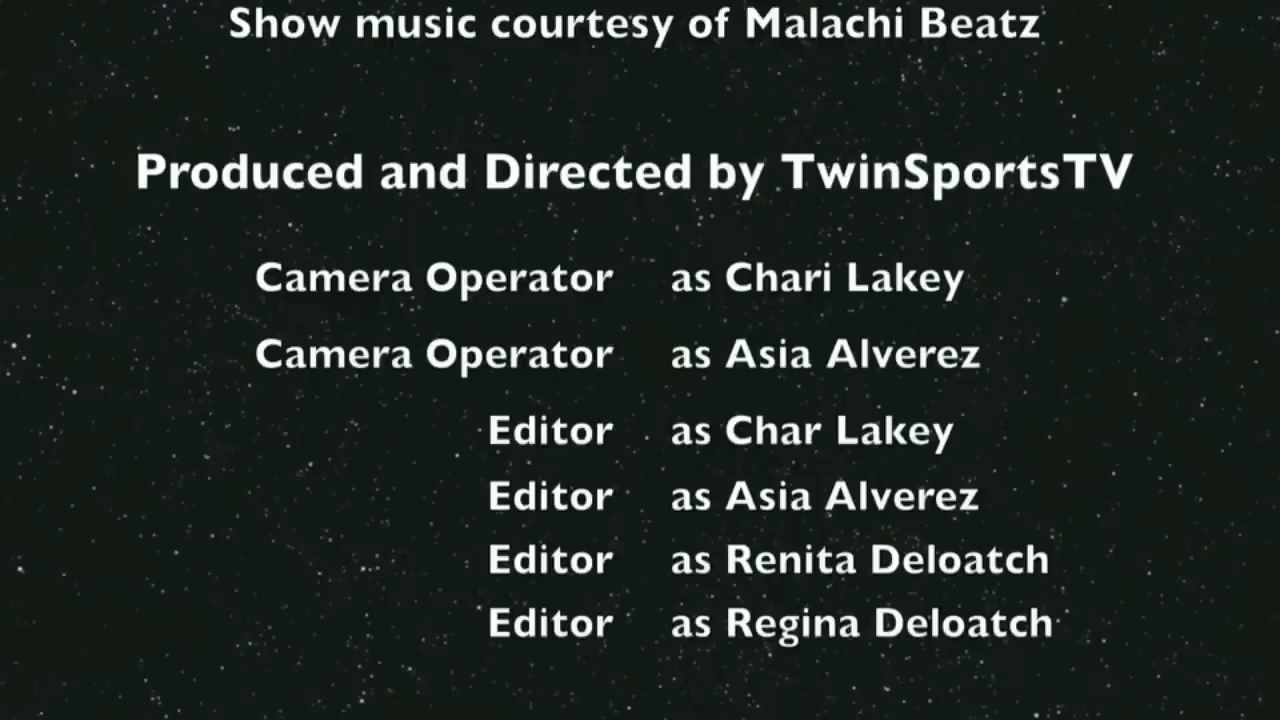 Show music courtesy of Malachi Beatz
Produced and Directed by TwinSportsTV
Camera Operator as Chari Lakey
Camera Operator as Asia Alverez
Editor as Char Lakey
Editor as Asia Alverez
Editor as Renita Deloatch
Editor as Regina Deloatch